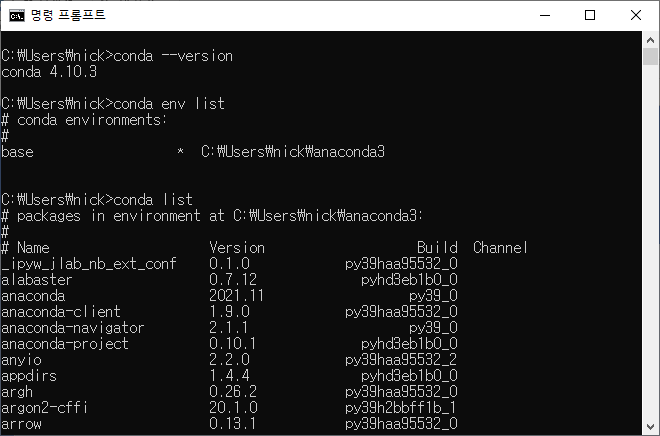 명령 프롬프트
C:\Users\nick>conda --version
conda 4.10.3
C:\Users\nick>conda env list
# conda environments:
#
base                  *  C:\Users\nick\anaconda3
C:\Users\nick>conda list
# packages in environment at C:\Users\nick\anaconda3:
#
# Name                    Version                   Build  Channel
_ipyw_jlab_nb_ext_conf    0.1.0            py39haa95532_0
alabaster                 0.7.12             pyhd3eb1b0_0
anaconda                  2021.11                  py39_0
anaconda-client           1.9.0            py39haa95532_0
anaconda-navigator        2.1.1                    py39_0
anaconda-project          0.10.1             pyhd3eb1b0_0
anyio                     2.2.0            py39haa95532_2
appdirs                   1.4.4              pyhd3eb1b0_0
argh                      0.26.2           py39haa95532_0
argon2-cffi               20.1.0           py39h2bbff1b_1
arrow                     0.13.1           py39haa95532_0